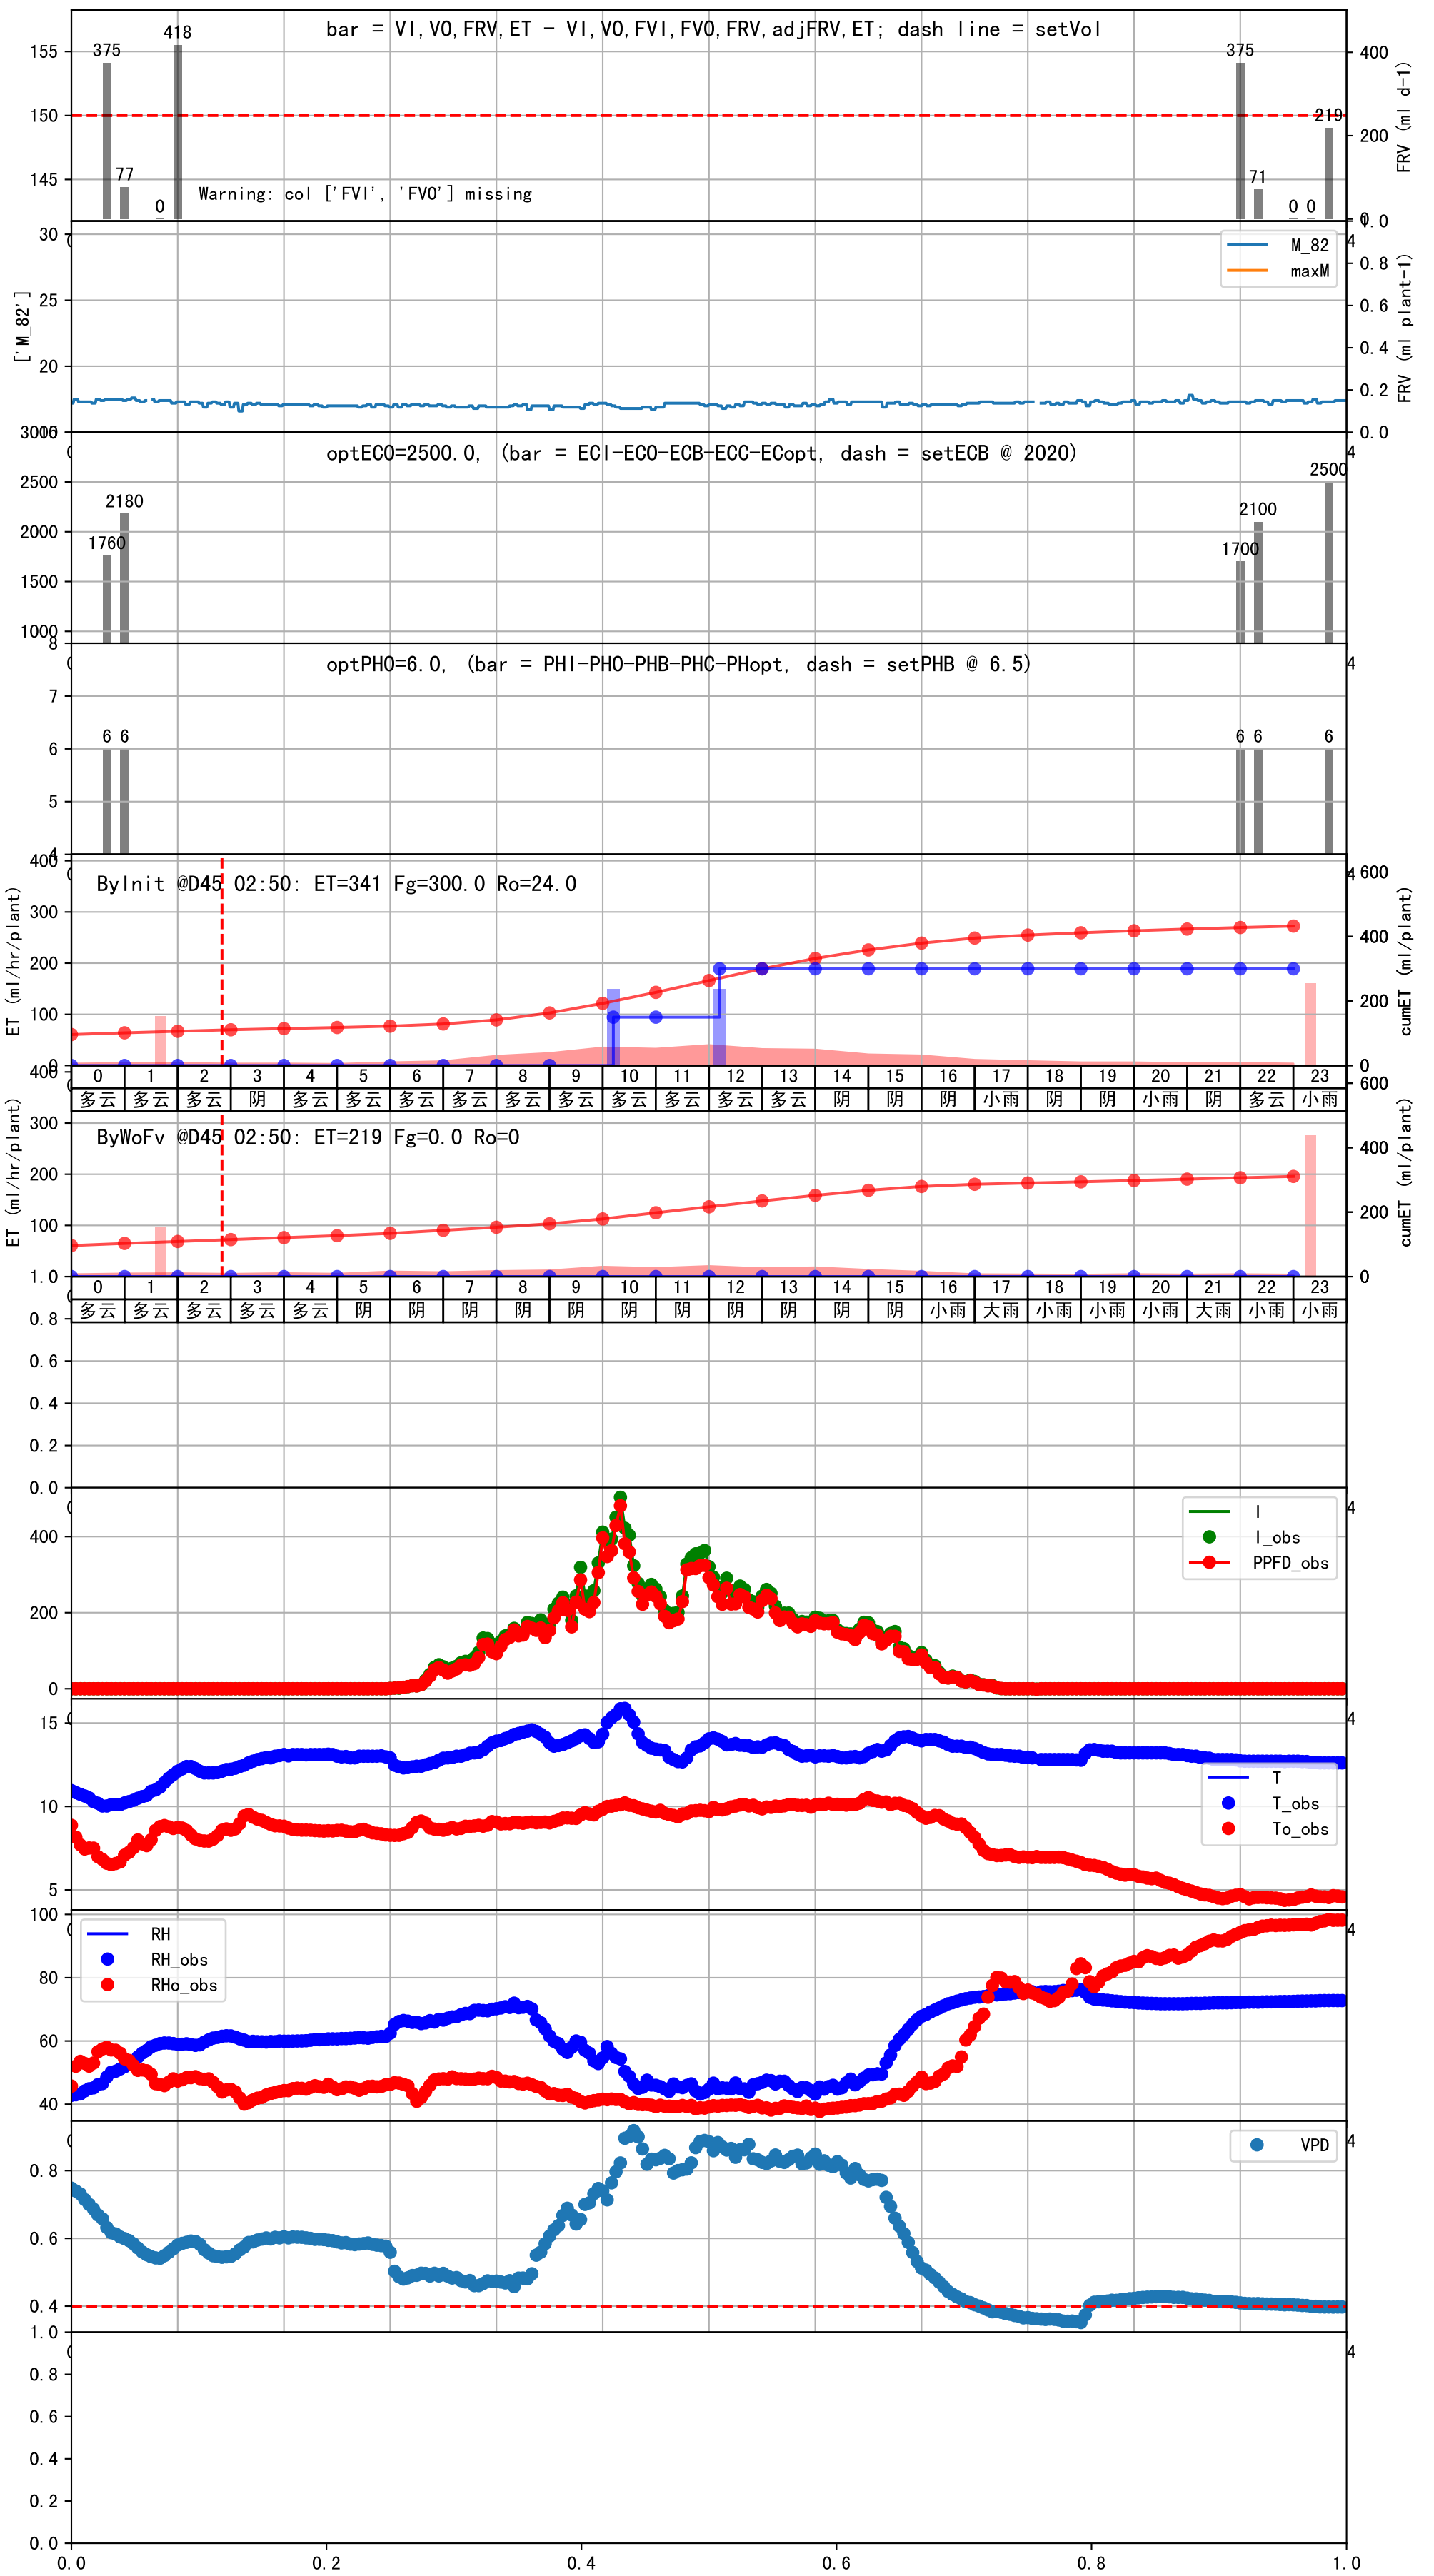 bar = VI,VO,FRV,ET - VI,VO,FVI,FVO,FRV,adjFRV,ET; dash line = setVol
155 150 145
375 77 0 418 375 71 0 0 219
Warning: col ['FVI', 'FVO'] missing
400 200 0
FRV (ml d-1)
['M_82']
30 25 20 15
M_82
maxM
1.0 0.8 0.6 0.4 0.2 0.0
FRV (ml plant-1)
optECO=2500.0, (bar = ECI-ECO-ECB-ECC-ECopt, dash = setECB @ 2020)
3000 2500 2000 1500 1000
1760 2180 1700 2100 2500
optPHO=6.0, (bar = PHI-PHO-PHB-PHC-PHopt, dash = setPHB @ 6.5)
8 7 6 5 4
6 6 6 6 6
ByInit @D45 02:50: ET=341 Fg=300.0 Ro=24.0
ET (ml/hr/plant)
400 300 200 100 0
600 400 200 0
cumET (ml/plant)
0 1 2 3 4 5 6 7 8 9 10 11 12 13 14 15 16 17 18 19 20 21 22 23
多云 多云 多云 阴 多云 多云 多云 多云 多云 多云 多云 多云 多云 多云 阴 阴 阴 小雨 阴 阴 小雨 阴 多云 小雨
ByWoFv @D45 02:50: ET=219 Fg=0.0 Ro=0
ET (ml/hr/plant)
400 300 200 100
600 400 200 0
cumET (ml/plant)
0 1 2 3 4 5 6 7 8 9 10 11 12 13 14 15 16 17 18 19 20 21 22 23
多云 多云 多云 多云 多云 阴 阴 阴 阴 阴 阴 阴 阴 阴 阴 阴 小雨 大雨 小雨 小雨 小雨 大雨 小雨 小雨
1.0 0.8 0.6 0.4 0.2 0.0
400 200 0
I
I_obs
PPFD_obs
15 10 5
T
T_obs
To_obs
100 80 60 40
RH
RH_obs
RHo_obs
0.8 0.6 0.4
VPD
1.0 0.8 0.6 0.4 0.2 0.0
0.0 0.2 0.4 0.6 0.8 1.0